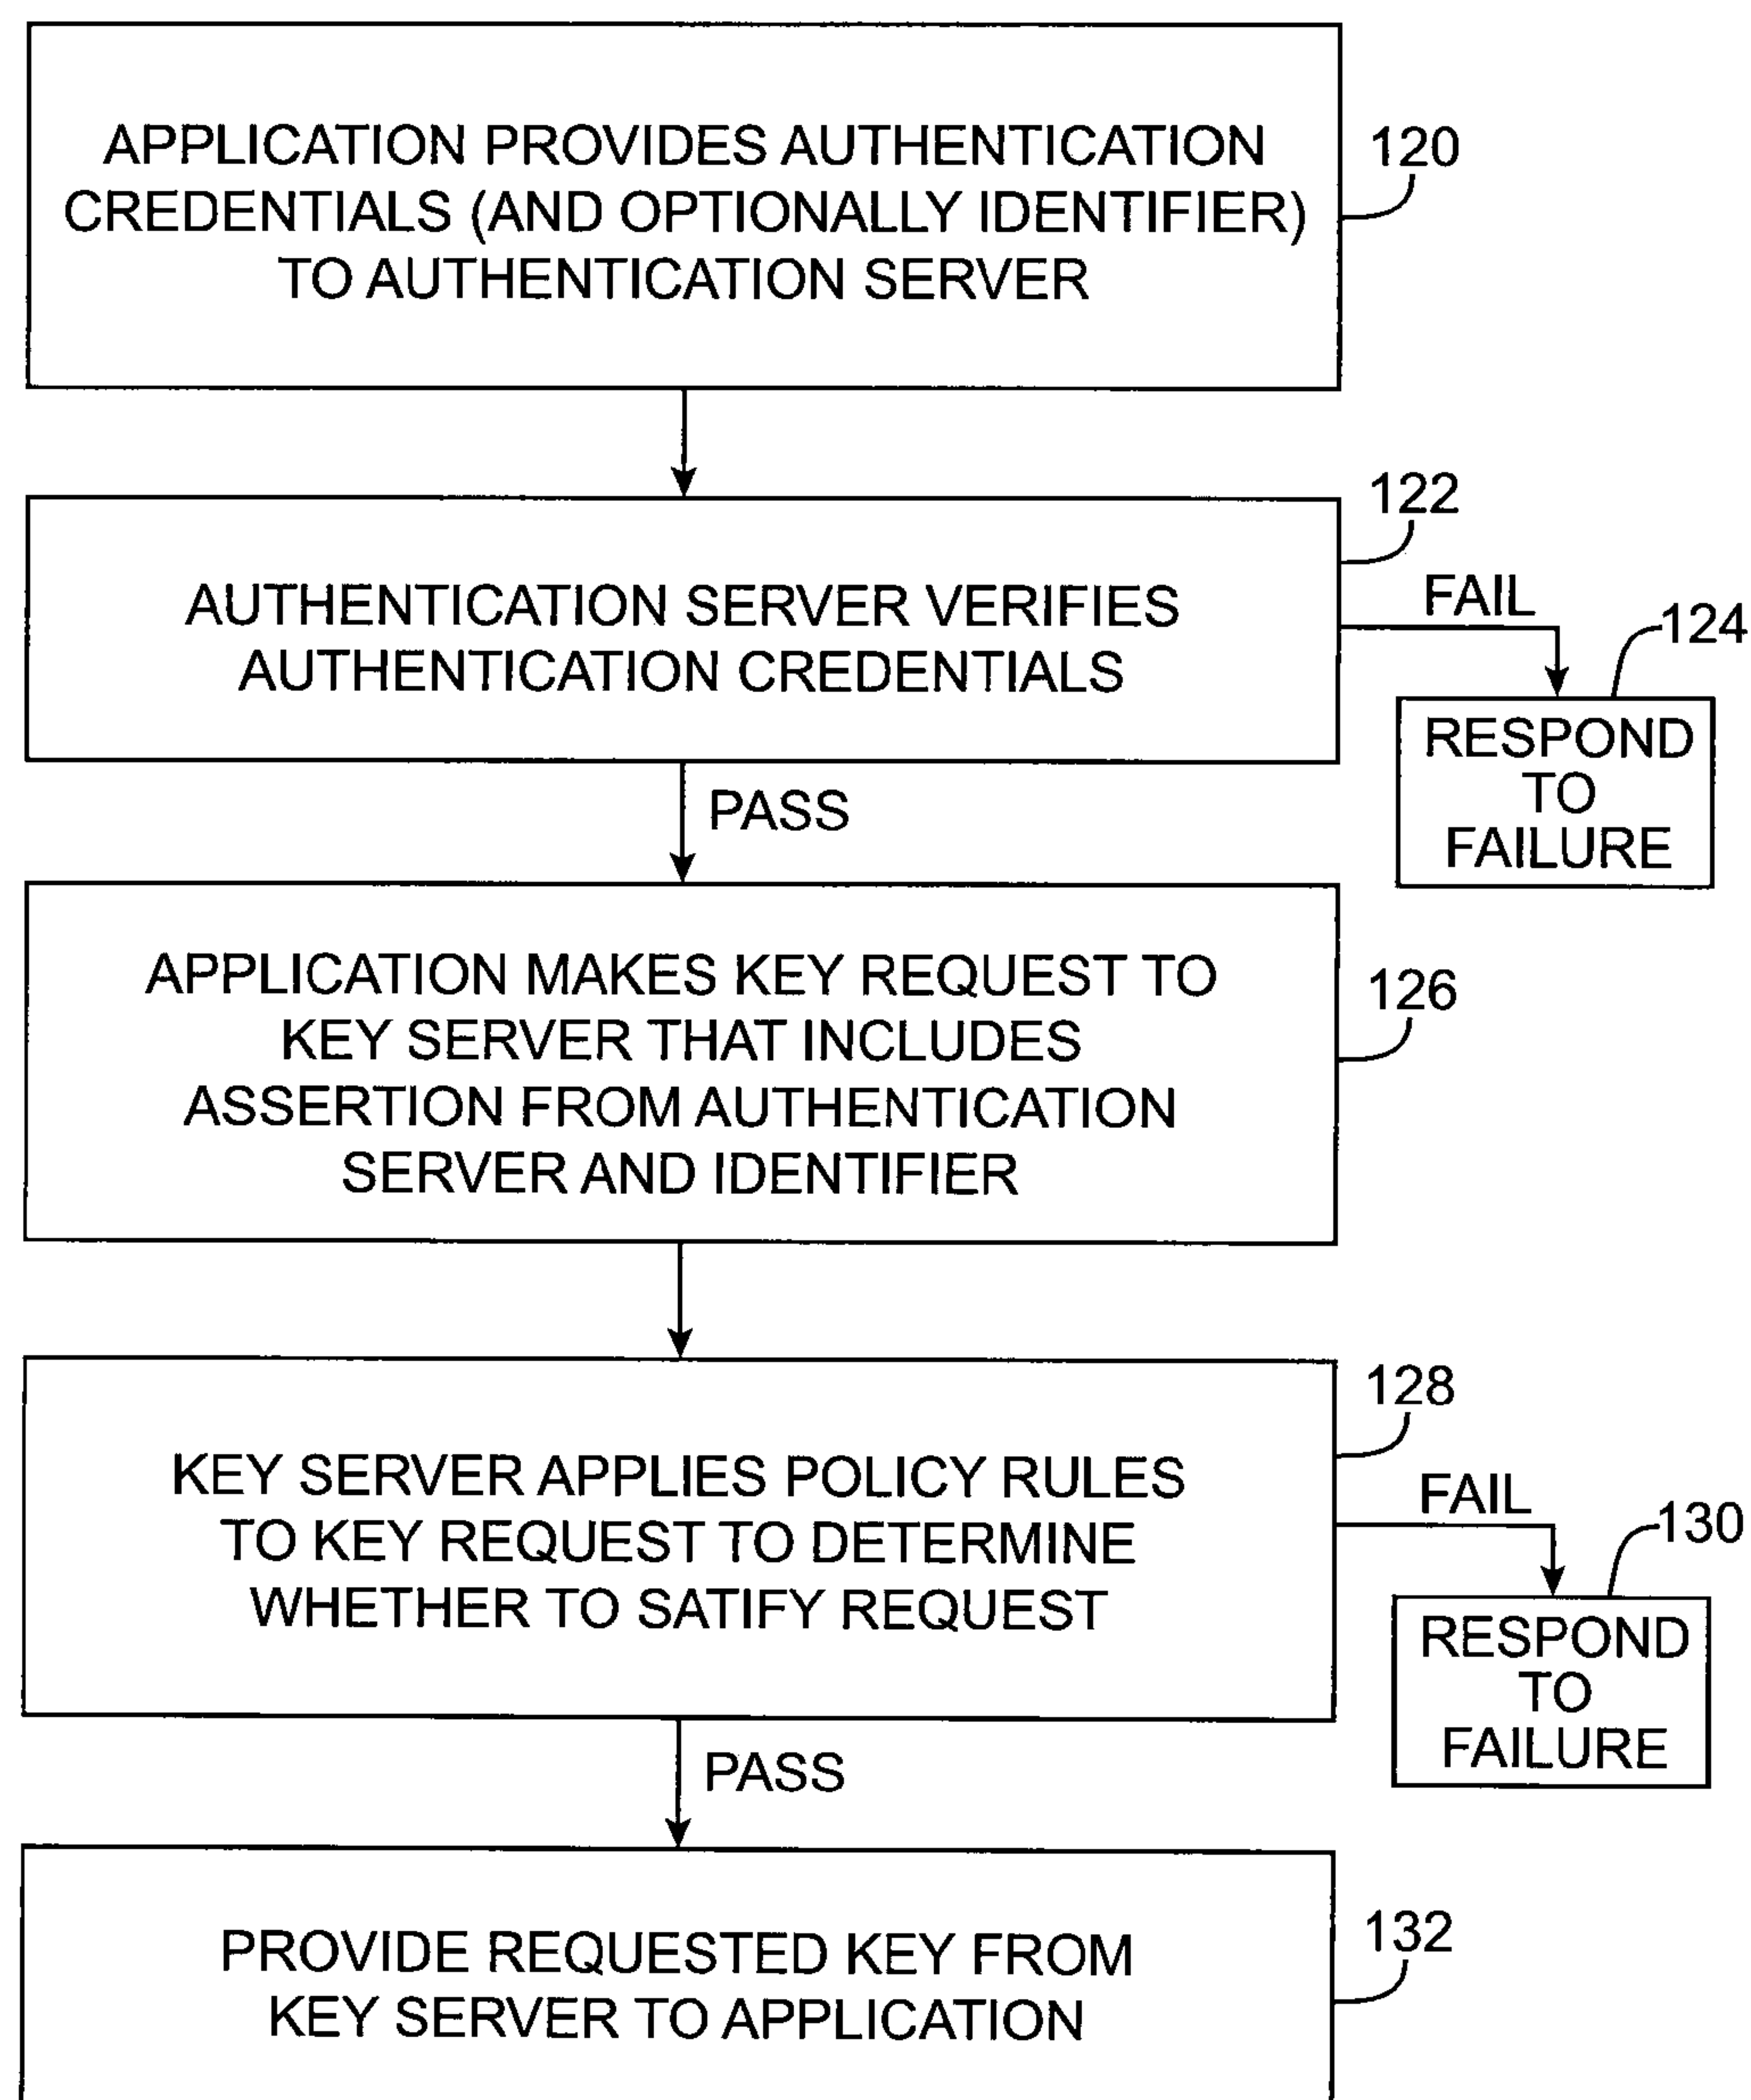 APPLICATION PROVIDES AUTHENTICATION
CREDENTIALS (AND OPTIONALLY IDENTIFIER)
TO AUTHENTICATION SERVER
120
AUTHENTICATION SERVER VERIFIES
AUTHENTICATION CREDENTIALS
122
FAIL
124
RESPOND
TO
FAILURE
PASS
APPLICATION MAKES KEY REQUEST TO
KEY SERVER THAT INCLUDES
ASSERTION FROM AUTHENTICATION
SERVER AND IDENTIFIER
126
KEY SERVER APPLIES POLICY RULES
TO KEY REQUEST TO DETERMINE
WHETHER TO SATIFY REQUEST
128
FAIL
130
RESPOND
TO
FAILURE
PASS
PROVIDE REQUESTED KEY FROM
KEY SERVER TO APPLICATION
132